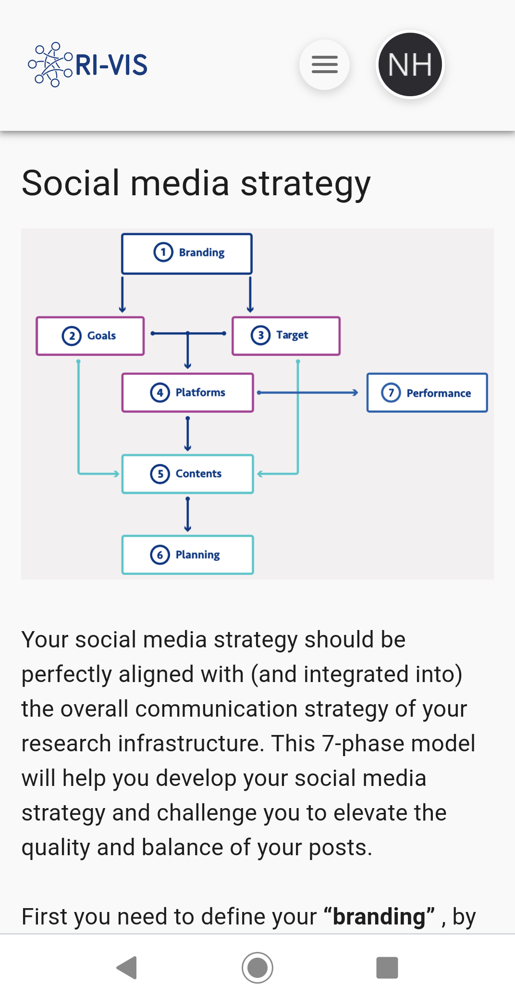 RI-VIS
NH
Social media strategy
1 Branding
2 Goals
3 Target
4 Platforms
7 Performance
5 Contents
6 Planning
Your social media strategy should be
perfectly aligned with (and integrated into)
the overall communication strategy of your
research infrastructure. This 7-phase model
will help you develop your social media
strategy and challenge you to elevate the
quality and balance of your posts.
First you need to define your “branding” , by